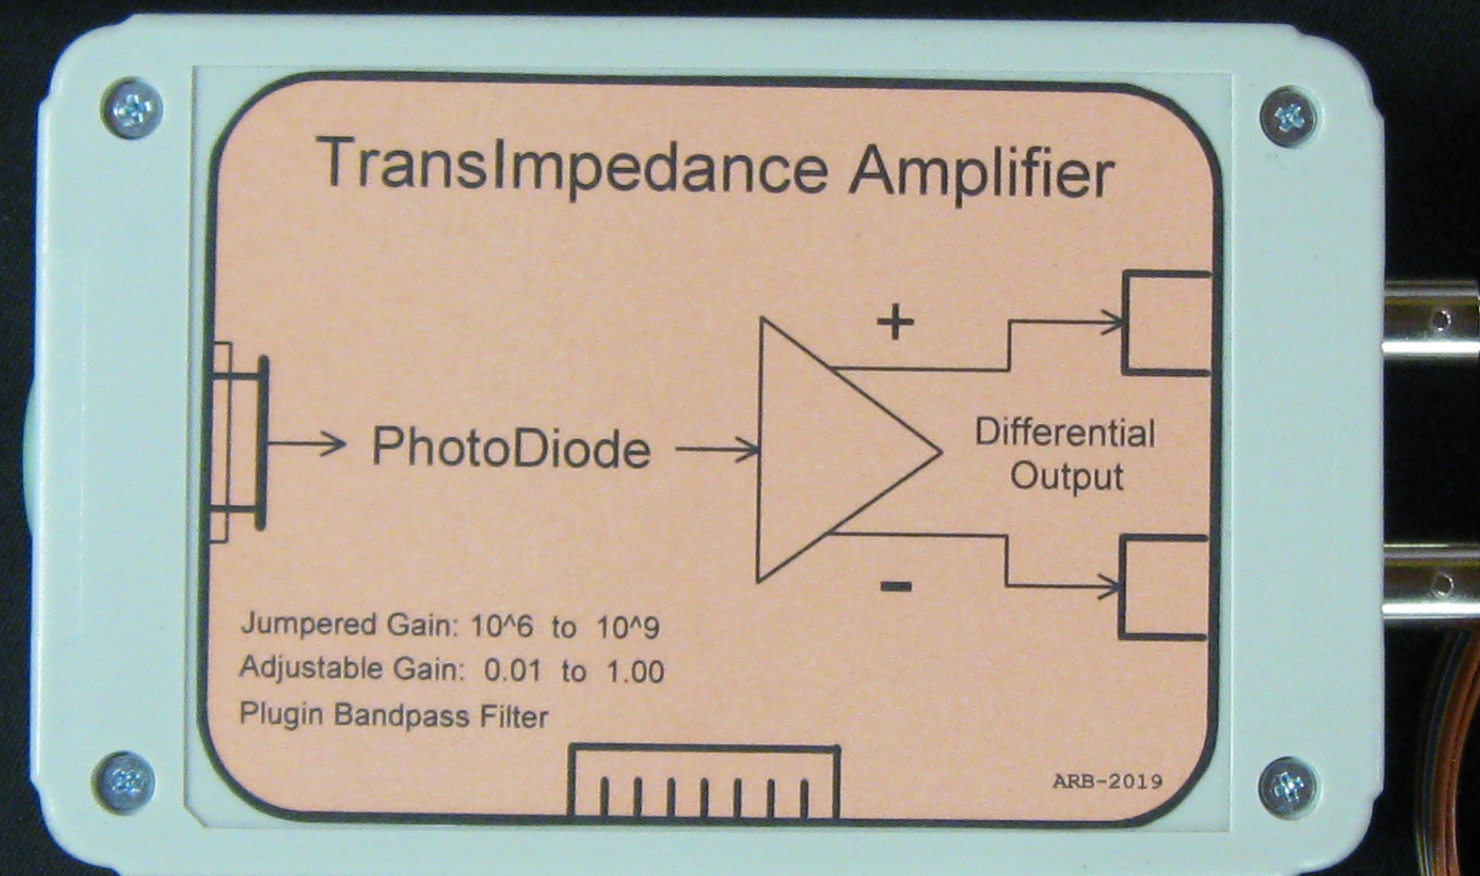 TransImpedance Amplifier
+
PhotoDiode
Differential
Output
-
Jumpered Gain: 10^6 to 10^9
Adjustable Gain: 0.01 to 1.00
Plugin Bandpass Filter
ARB-2019